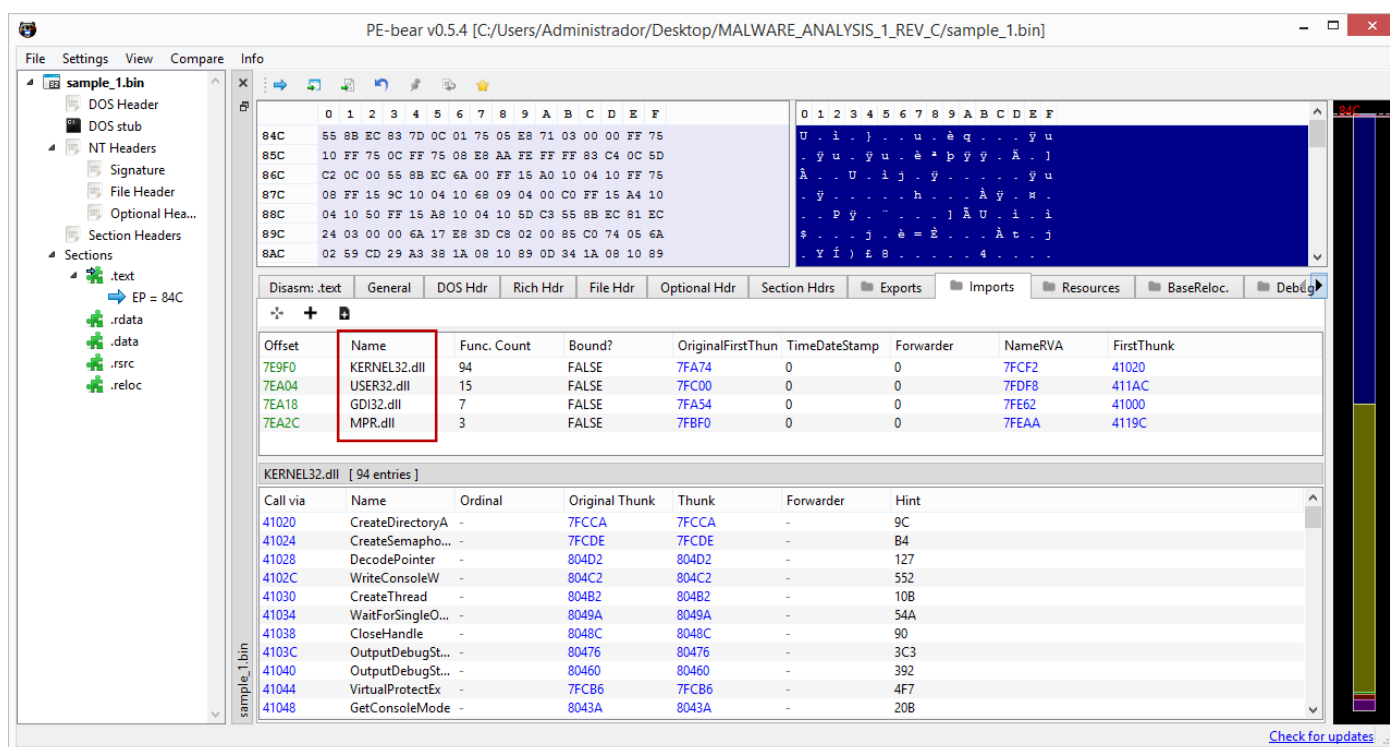 PE-bear v0.5.4 [C:/Users/Administrador/Desktop/MALWARE_ANALYSIS_1_REV_C/sample_1.bin]
File Settings View Compare Info
sample_1.bin
DOS Header
DOS stub
NT Headers
Signature
File Header
Optional Hea...
Section Headers
Sections
.text
EP = 84C
.rdata
.data
.rsrc
.reloc
sample_1.bin
0 1 2 3 4 5 6 7 8 9 A B C D E F
84C 55 8B EC 83 7D 0C 01 75 05 E8 71 03 00 00 FF 75
85C 10 FF 75 0C FF 75 08 E8 AA FE FF FF 83 C4 0C 5D
86C C2 0C 00 55 8B EC 6A 00 FF 15 A0 10 04 10 FF 75
87C 08 FF 15 9C 10 04 10 68 09 04 00 C0 FF 15 A4 10
88C 04 10 50 FF 15 A8 10 04 10 5D C3 55 8B EC 81 EC
89C 24 03 00 00 6A 17 E8 3D C8 02 00 85 C0 74 05 6A
8AC 02 59 CD 29 A3 38 1A 08 10 89 0D 34 1A 08 10 89
0 1 2 3 4 5 6 7 8 9 A B C D E F
U . ì . } . . u . è q . . . ÿ u
. ÿ u . ÿ u . è ª þ ÿ ÿ . Ä . ]
Â . . U . ì j . ÿ . . . . . ÿ u
. ÿ . . . . . h . . . À ÿ . ¤ .
. . P ÿ . ¨ . . . ] Ã U . ì . ì
$ . . . j . è = È . . . À t . j
. Y Í ) £ 8 . . . . . 4 . . . .
84C
Disasm: .text General DOS Hdr Rich Hdr File Hdr Optional Hdr Section Hdrs Exports Imports Resources BaseReloc. Debug
Offset Name Func. Count Bound? OriginalFirstThun TimeDateStamp Forwarder NameRVA FirstThunk
7E9F0 KERNEL32.dll 94 FALSE 7FA74 0 0 7FCF2 41020
7EA04 USER32.dll 15 FALSE 7FC00 0 0 7FDF8 411AC
7EA18 GDI32.dll 7 FALSE 7FA54 0 0 7FE62 41000
7EA2C MPR.dll 3 FALSE 7FBF0 0 0 7FEAA 4119C
KERNEL32.dll [ 94 entries ]
Call via Name Ordinal Original Thunk Thunk Forwarder Hint
41020 CreateDirectoryA - 7FCCA 7FCCA - 9C
41024 CreateSemapho... - 7FCDE 7FCDE - B4
41028 DecodePointer - 804D2 804D2 - 127
4102C WriteConsoleW - 804C2 804C2 - 552
41030 CreateThread - 804B2 804B2 - 10B
41034 WaitForSingleO... - 8049A 8049A - 54A
41038 CloseHandle - 8048C 8048C - 90
4103C OutputDebugSt... - 80476 80476 - 3C3
41040 OutputDebugSt... - 80460 80460 - 392
41044 VirtualProtectEx - 7FCB6 7FCB6 - 4F7
41048 GetConsoleMode - 8043A 8043A - 20B
Check for updates